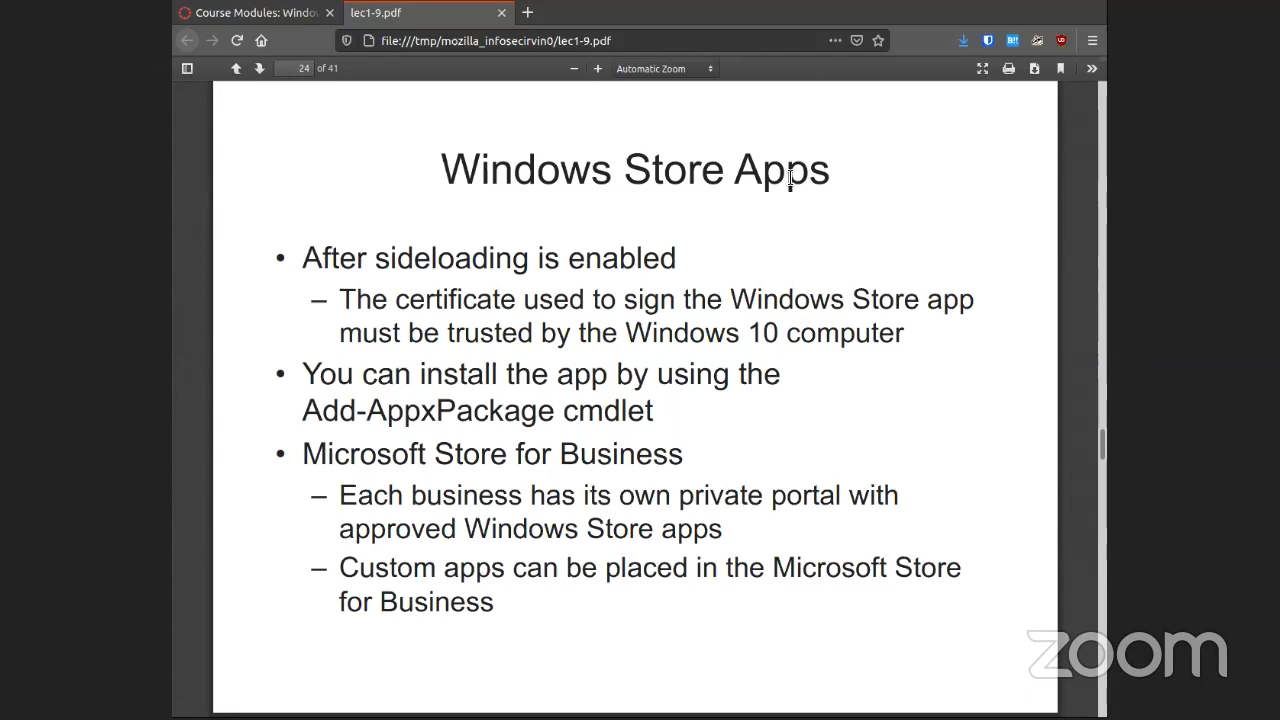 Course Modules: Windo
lec1-9.pdf
file:///tmp/mozilla_infosecirvin0/lec1-9.pdf
24 of 41
Automatic Zoom
Windows Store Apps
• After sideloading is enabled
– The certificate used to sign the Windows Store app
must be trusted by the Windows 10 computer
• You can install the app by using the
Add-AppxPackage cmdlet
• Microsoft Store for Business
– Each business has its own private portal with
approved Windows Store apps
– Custom apps can be placed in the Microsoft Store
for Business
zoom